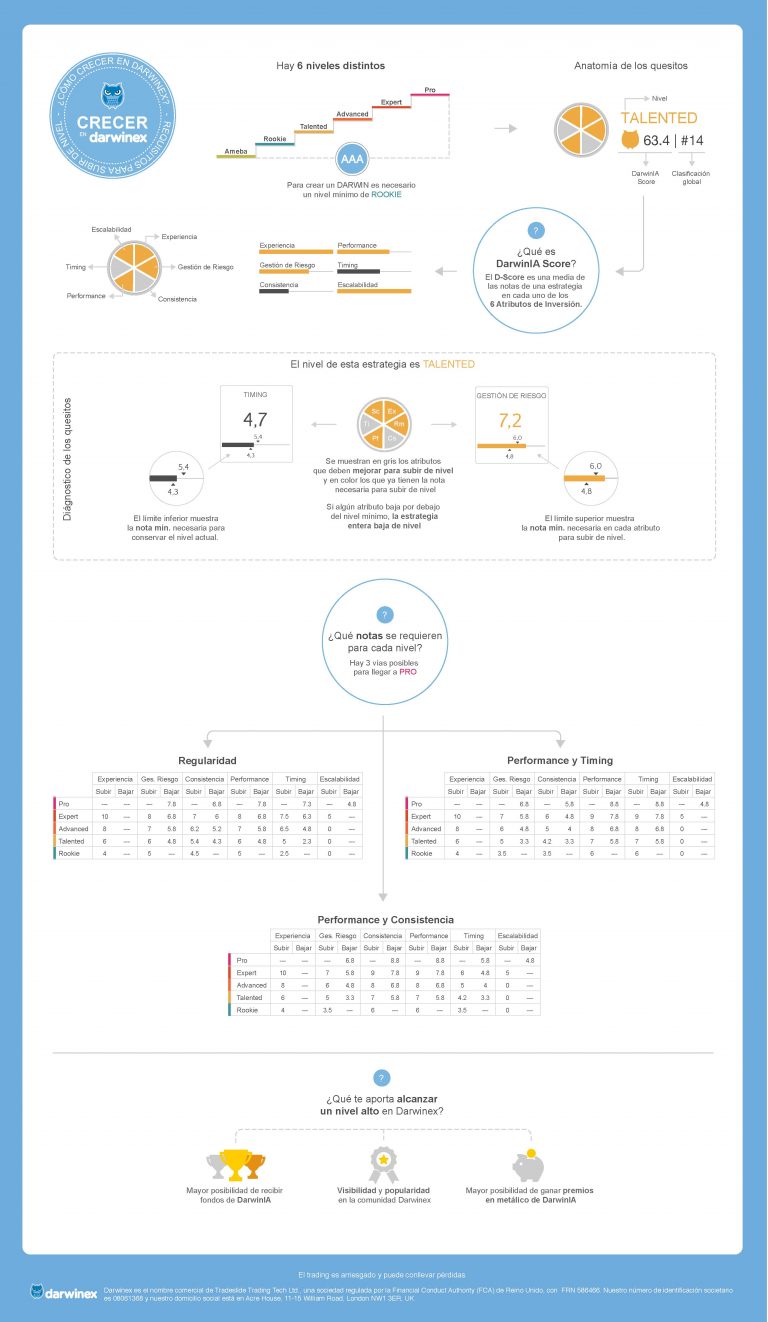 ¿CÓMO CRECER EN DARWINEX?
REQUISITOS PARA SUBIR DE NIVEL
CRECER
EN darwinex
Hay 6 niveles distintos
Pro
Expert
Advanced
Talented
Rookie
Ameba
AAA
Para crear un DARWIN es necesario
un nivel mínimo de ROOKIE
Anatomía de los quesitos
Nivel
TALENTED
63.4 | #14
DarwinIA
Score
Clasificación
global
Escalabilidad
Experiencia
Timing
Gestión de Riesgo
Performance
Consistencia
Experiencia Performance
Gestión de Riesgo Timing
Consistencia Escalabilidad
?
¿Qué es
DarwinIA Score?
El D-Score es una media de
las notas de una estrategia
en cada uno de los
6 Atributos de Inversión.
El nivel de esta estrategia es TALENTED
Diágnostico de los quesitos
TIMING
4,7
5,4
4,3
5,4
4,3
El límite inferior muestra
la nota min. necesaria para
conservar el nivel actual.
Sc Ex
Ti Rm
Pf Cs
Se muestran en gris los atributos
que deben mejorar para subir de nivel
y en color los que ya tienen la nota
necesaria para subir de nivel
Si algún atributo baja por debajo
del nivel mínimo, la estrategia
entera baja de nivel
GESTIÓN DE RIESGO
7,2
6,0
4,8
6,0
4,8
El límite superior muestra
la nota min. necesaria en cada atributo
para subir de nivel.
?
¿Qué notas se requieren
para cada nivel?
Hay 3 vías posibles
para llegar a PRO
Regularidad
Experiencia Ges. Riesgo Consistencia Performance Timing Escalabilidad
Subir Bajar Subir Bajar Subir Bajar Subir Bajar Subir Bajar Subir Bajar
Pro --- --- --- 7.8 --- 6.8 --- 7.8 --- 7.3 --- 4.8
Expert 10 --- 8 6.8 7 6 8 6.8 7.5 6.3 5 ---
Advanced 8 --- 7 5.8 6.2 5.2 7 5.8 6.5 4.8 0 ---
Talented 6 --- 6 4.8 5.4 4.3 6 4.8 5 2.3 0 ---
Rookie 4 --- 5 --- 4.5 --- 5 --- 2.5 --- 0 ---
Performance y Timing
Experiencia Ges. Riesgo Consistencia Performance Timing Escalabilidad
Subir Bajar Subir Bajar Subir Bajar Subir Bajar Subir Bajar Subir Bajar
Pro --- --- --- 6.8 --- 5.8 --- 8.8 --- 8.8 --- 4.8
Expert 10 --- 7 5.8 6 4.8 9 7.8 9 7.8 5 ---
Advanced 8 --- 6 4.8 5 4 8 6.8 8 6.8 0 ---
Talented 6 --- 5 3.3 4.2 3.3 7 5.8 7 5.8 0 ---
Rookie 4 --- 3.5 --- 3.5 --- 6 --- 6 --- 0 ---
Performance y Consistencia
Experiencia Ges. Riesgo Consistencia Performance Timing Escalabilidad
Subir Bajar Subir Bajar Subir Bajar Subir Bajar Subir Bajar Subir Bajar
Pro --- --- --- 6.8 --- 8.8 --- 8.8 --- 5.8 --- 4.8
Expert 10 --- 7 5.8 9 7.8 9 7.8 6 4.8 5 ---
Advanced 8 --- 6 4.8 8 6.8 8 6.8 5 4 0 ---
Talented 6 --- 5 3.3 7 5.8 7 5.8 4.2 3.3 0 ---
Rookie 4 --- 3.5 --- 6 --- 6 --- 3.5 --- 0 ---
?
¿Qué te aporta alcanzar
un nivel alto en Darwinex?
Mayor posibilidad de recibir
fondos de DarwinIA
Visibilidad y popularidad
en la comunidad Darwinex
Mayor posibilidad de ganar premios
en metálico de DarwinIA
El trading es arriesgado y puede conllevar pérdidas
darwinex
Darwinex es el nombre comercial de Tradeslide Trading Tech Ltd., una sociedad regulada por la Financial Conduct Authority (FCA) de Reino Unido, con FRN 586466. Nuestro número de identificación societario
es 08061368 y nuestro domicilio social está en Acre House, 11-15 William Road, London NW1 3ER, UK.